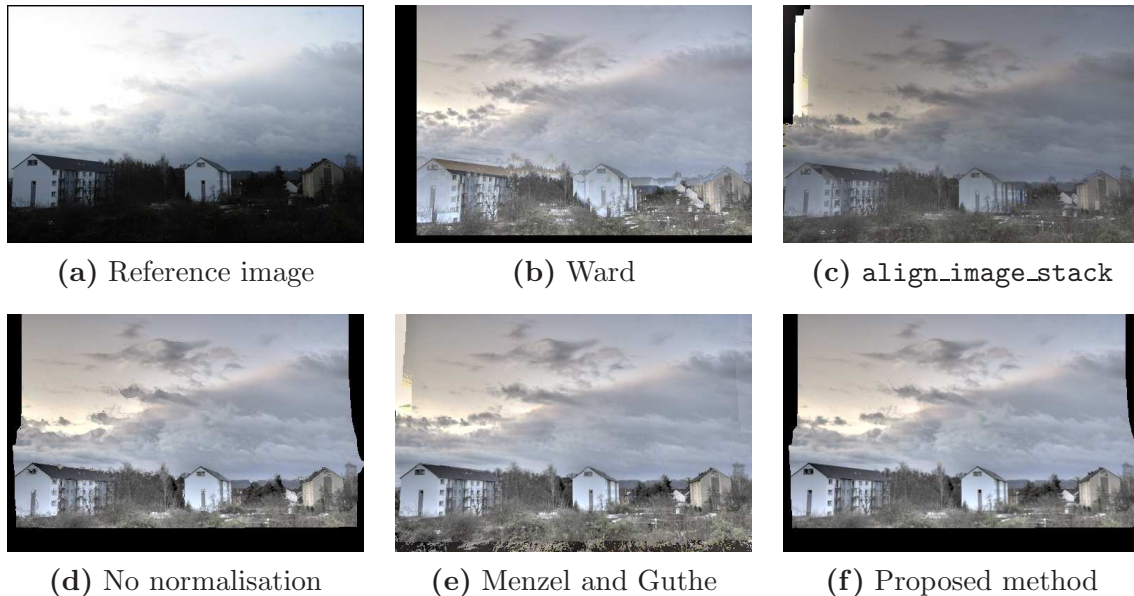 (a) Reference image
(b) Ward
(c) align_image_stack
(d) No normalisation
(e) Menzel and Guthe
(f) Proposed method